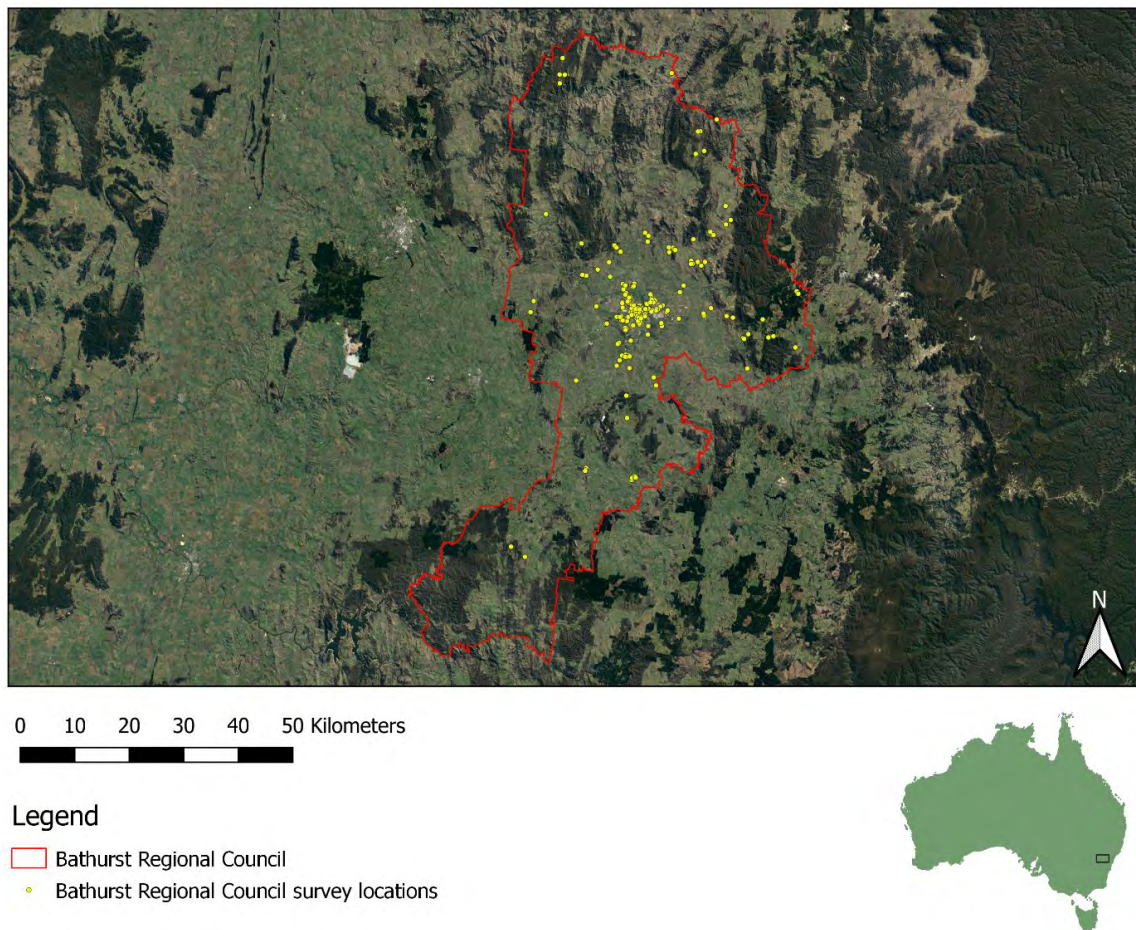 N
0 10 20 30 40 50 Kilometers
Legend
Bathurst Regional Council
Bathurst Regional Council survey locations